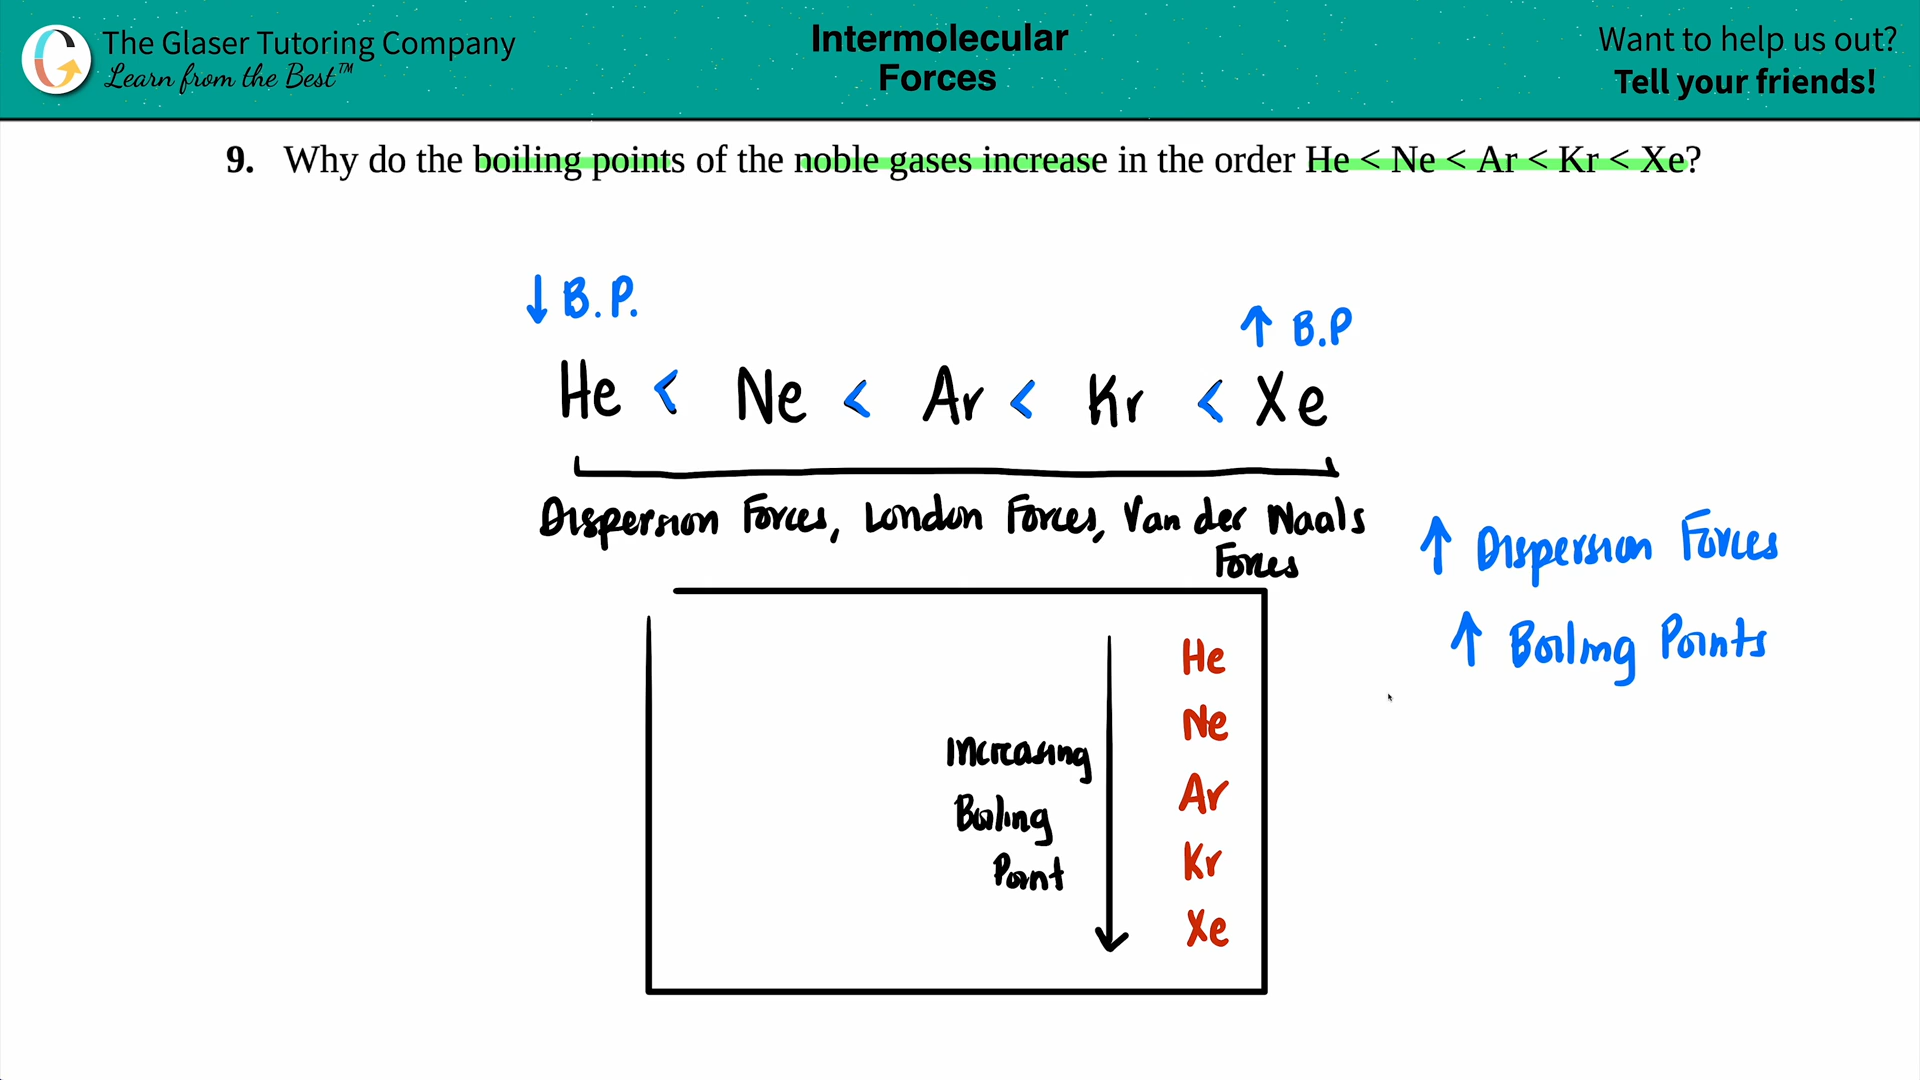 The Glaser Tutoring Company
Learn from the Best™
Intermolecular
Forces
Want to help us out?
Tell your friends!
9. Why do the boiling points of the noble gases increase in the order He < Ne < Ar < Kr < Xe?
↓ B.P.
↑ B.P
He < Ne < Ar < Kr < Xe
Dispersion Forces, London Forces, Van der Waals
Forces
↑ Dispersion Forces
↑ Boiling Points
He
Ne
Ar
Kr
Xe
Increasing
Boiling
Point